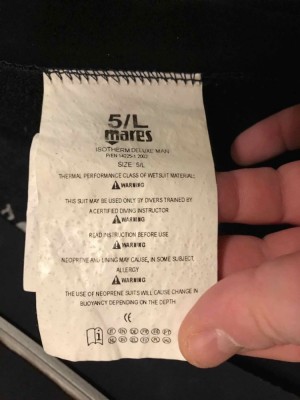 5/L
mares
ISOTHERM DELUXE MAN
PrEN 14225-1: 2002
SIZE: 5/L
THERMAL PERFORMANCE CLASS OF WETSUIT MATERIAL:
WARNING
THIS SUIT MAY BE USED ONLY BY DIVERS TRAINED BY
A CERTIFIED DIVING INSTRUCTOR
WARNING
READ INSTRUCTION BEFORE USE
WARNING
NEOPRENE AND LINING MAY CAUSE, IN SOME SUBJECT,
ALLERGY
WARNING
THE USE OF NEOPRENE SUITS WILL CAUSE CHANGE IN
BUOYANCY DEPENDING ON THE DEPTH
CE